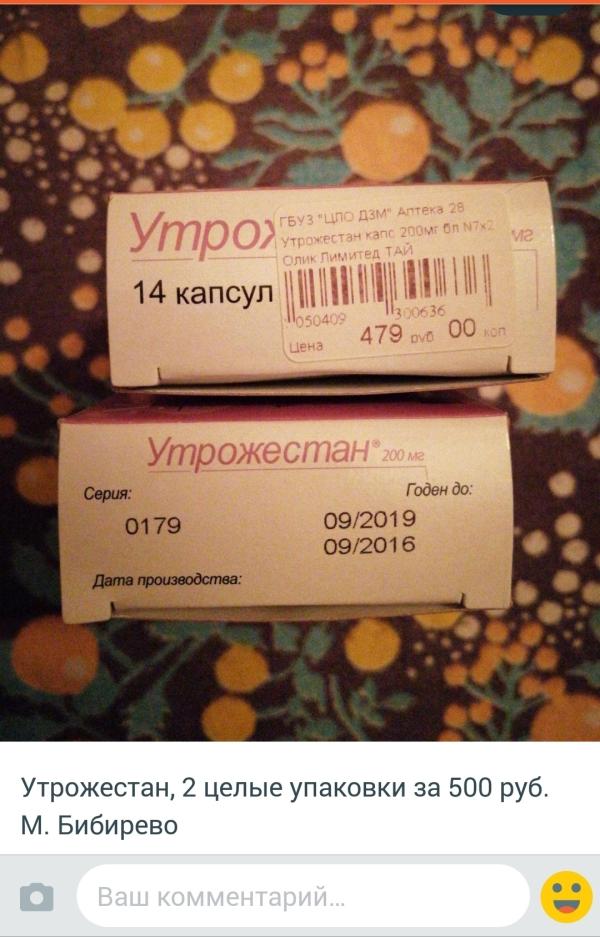 Утрож
ГБУЗ "ЦЛО ДЗМ" Аптека 28
Утрожестан капс 200мг бл N7x2
Олик Лимитед ТАЙ
мг
14 капсул
050409 300636
Цена 479 руб 00 коп
Утрожестан® 200 мг
Серия: Годен до:
0179 09/2019
09/2016
Дата производства:
Утрожестан, 2 целые упаковки за 500 руб.
М. Бибирево
Ваш комментарий...